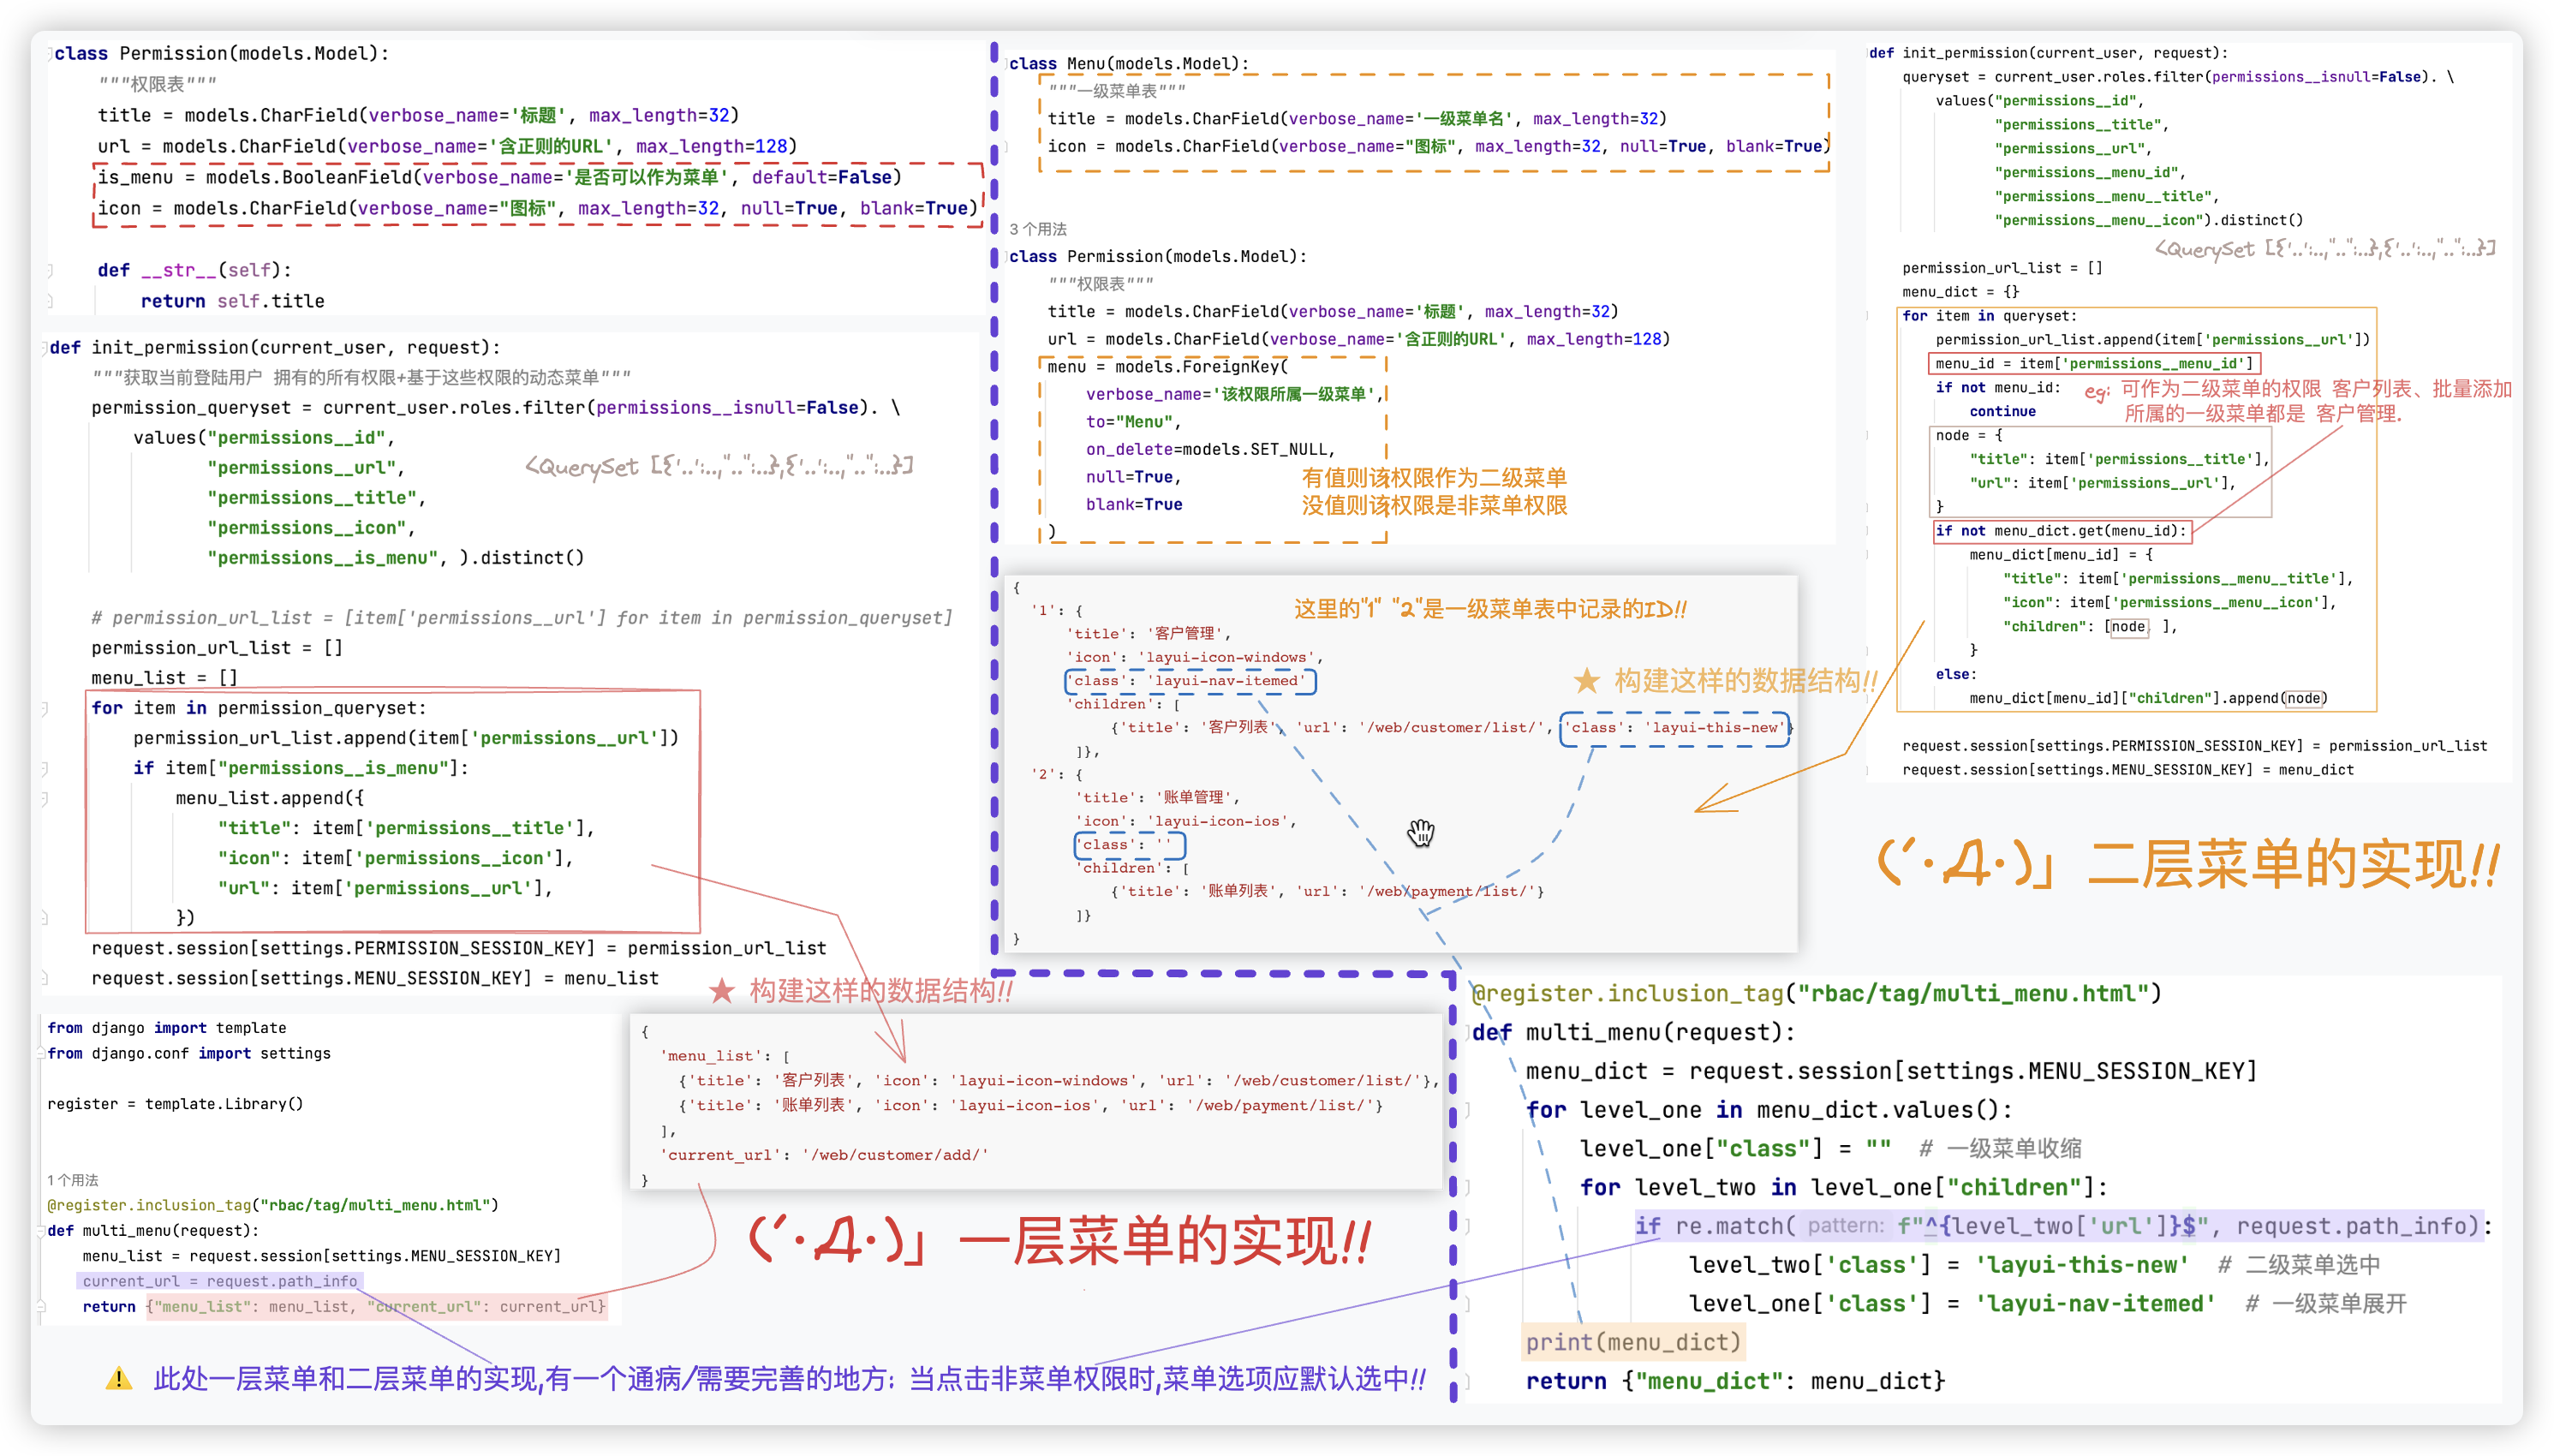 class Permission(models.Model):
"""权限表"""
title = models.CharField(verbose_name='标题', max_length=32)
url = models.CharField(verbose_name='含正则的URL', max_length=128)
is_menu = models.BooleanField(verbose_name='是否可以作为菜单', default=False)
icon = models.CharField(verbose_name="图标", max_length=32, null=True, blank=True)
def __str__(self):
return self.title
def init_permission(current_user, request):
"""获取当前登陆用户 拥有的所有权限+基于这些权限的动态菜单"""
permission_queryset = current_user.roles.filter(permissions__isnull=False). \
values("permissions__id",
"permissions__url",
<QuerySet [{'..':..,"..":..},{'..':..,"..":..}]
"permissions__title",
"permissions__icon",
"permissions__is_menu", ).distinct()
# permission_url_list = [item['permissions__url'] for item in permission_queryset]
permission_url_list = []
menu_list = []
for item in permission_queryset:
permission_url_list.append(item['permissions__url'])
if item["permissions__is_menu"]:
menu_list.append({
"title": item['permissions__title'],
"icon": item['permissions__icon'],
"url": item['permissions__url'],
})
request.session[settings.PERMISSION_SESSION_KEY] = permission_url_list
request.session[settings.MENU_SESSION_KEY] = menu_list
★ 构建这样的数据结构!!
from django import template
from django.conf import settings
register = template.Library()
1 个用法
@register.inclusion_tag("rbac/tag/multi_menu.html")
def multi_menu(request):
menu_list = request.session[settings.MENU_SESSION_KEY]
current_url = request.path_info
return {"menu_list": menu_list, "current_url": current_url}
{
'menu_list': [
{'title': '客户列表', 'icon': 'layui-icon-windows', 'url': '/web/customer/list/'},
{'title': '账单列表', 'icon': 'layui-icon-ios', 'url': '/web/payment/list/'}
],
'current_url': '/web/customer/add/'
}
(´·Д·)」一层菜单的实现!!
⚠ 此处一层菜单和二层菜单的实现,有一个通病/需要完善的地方: 当点击非菜单权限时,菜单选项应默认选中!!
class Menu(models.Model):
"""一级菜单表"""
title = models.CharField(verbose_name='一级菜单名', max_length=32)
icon = models.CharField(verbose_name="图标", max_length=32, null=True, blank=True)
3 个用法
class Permission(models.Model):
"""权限表"""
title = models.CharField(verbose_name='标题', max_length=32)
url = models.CharField(verbose_name='含正则的URL', max_length=128)
menu = models.ForeignKey(
verbose_name='该权限所属一级菜单',
to="Menu",
on_delete=models.SET_NULL,
null=True,
有值则该权限作为二级菜单
blank=True
没值则该权限是非菜单权限
)
{
'1': {
这里的"1" "2"是一级菜单表中记录的ID!!
'title': '客户管理',
'icon': 'layui-icon-windows',
'class': 'layui-nav-itemed'
★ 构建这样的数据结构!!
'children': [
{'title': '客户列表', 'url': '/web/customer/list/', 'class': 'layui-this-new'}
]},
'2': {
'title': '账单管理',
'icon': 'layui-icon-ios',
'class': ''
'children': [
{'title': '账单列表', 'url': '/web/payment/list/'}
]}
}
def init_permission(current_user, request):
queryset = current_user.roles.filter(permissions__isnull=False). \
values("permissions__id",
"permissions__title",
"permissions__url",
"permissions__menu_id",
"permissions__menu__title",
"permissions__menu__icon").distinct()
<QuerySet [{'..':..,"..":..},{'..':..,"..":..}]
permission_url_list = []
menu_dict = {}
for item in queryset:
permission_url_list.append(item['permissions__url'])
menu_id = item['permissions__menu_id']
if not menu_id:
eg: 可作为二级菜单的权限 客户列表、批量添加
continue
所属的一级菜单都是 客户管理.
node = {
"title": item['permissions__title'],
"url": item['permissions__url'],
}
if not menu_dict.get(menu_id):
menu_dict[menu_id] = {
"title": item['permissions__menu__title'],
"icon": item['permissions__menu__icon'],
"children": [node, ],
}
else:
menu_dict[menu_id]["children"].append(node)
request.session[settings.PERMISSION_SESSION_KEY] = permission_url_list
request.session[settings.MENU_SESSION_KEY] = menu_dict
(´·Д·)」二层菜单的实现!!
@register.inclusion_tag("rbac/tag/multi_menu.html")
def multi_menu(request):
menu_dict = request.session[settings.MENU_SESSION_KEY]
for level_one in menu_dict.values():
level_one["class"] = "" # 一级菜单收缩
for level_two in level_one["children"]:
if re.match( pattern: f"^{level_two['url']}$", request.path_info):
level_two['class'] = 'layui-this-new' # 二级菜单选中
level_one['class'] = 'layui-nav-itemed' # 一级菜单展开
print(menu_dict)
return {"menu_dict": menu_dict}